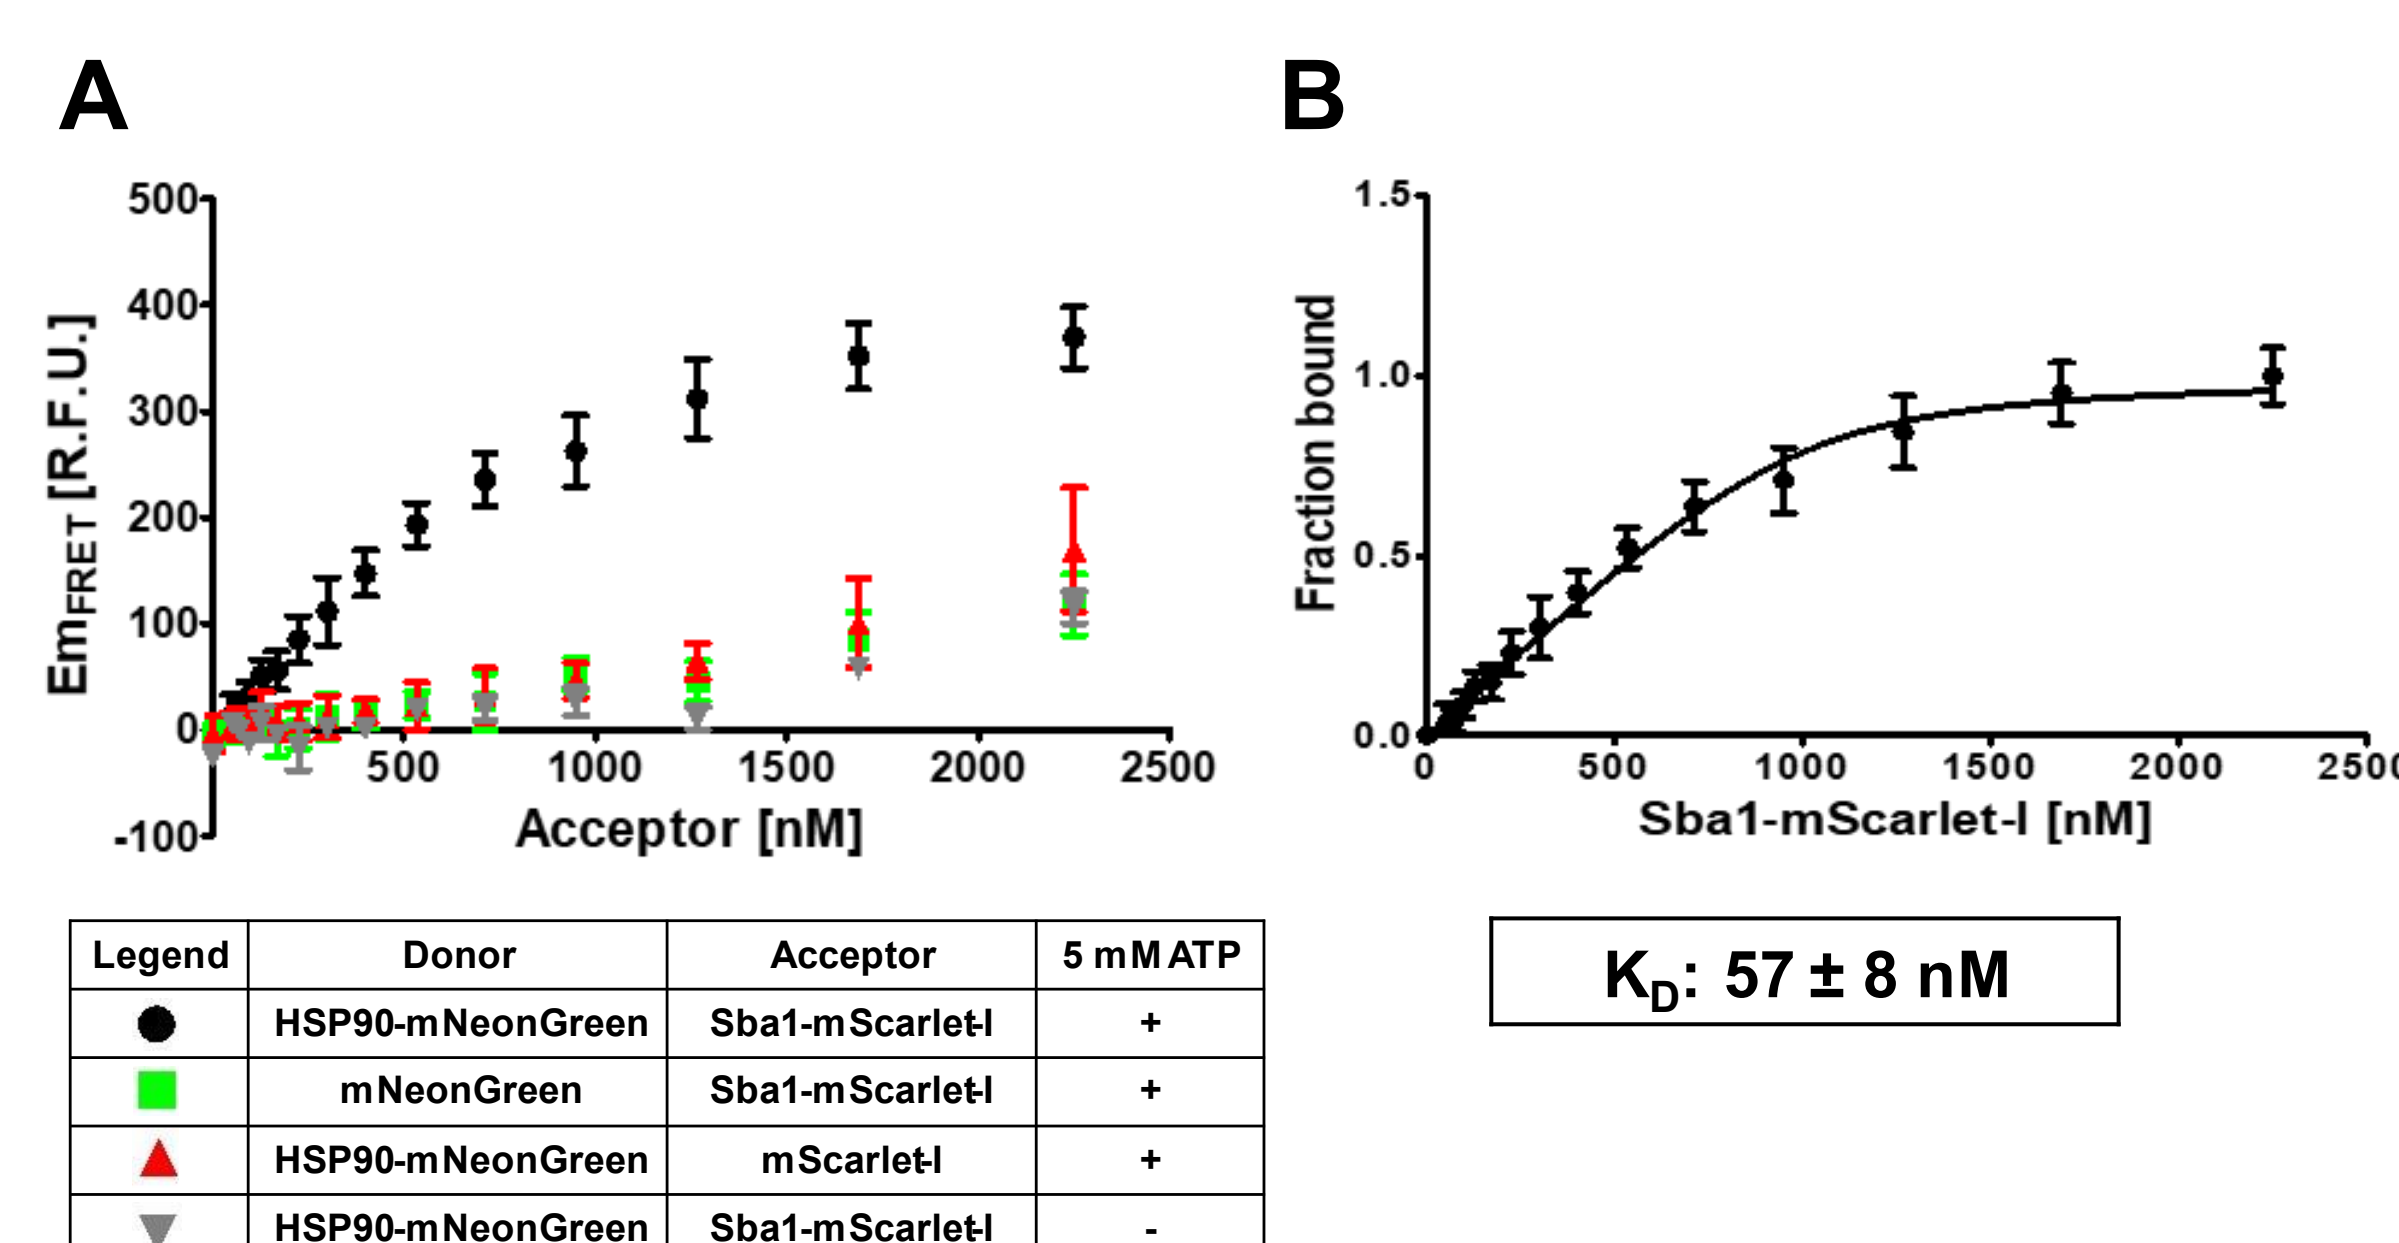 A
B
500
400
300
200
100
0
-100
EmFRET [R.F.U.]
500 1000 1500 2000 2500
Acceptor [nM]
1.5
1.0
0.5
0.0
Fraction bound
0 500 1000 1500 2000 2500
Sba1-mScarlet-I [nM]
Legend Donor Acceptor 5 mM ATP
HSP90-mNeonGreen Sba1-mScarlet-I +
mNeonGreen Sba1-mScarlet-I +
HSP90-mNeonGreen mScarlet-I +
HSP90-mNeonGreen Sba1-mScarlet-I -
KD: 57 ± 8 nM